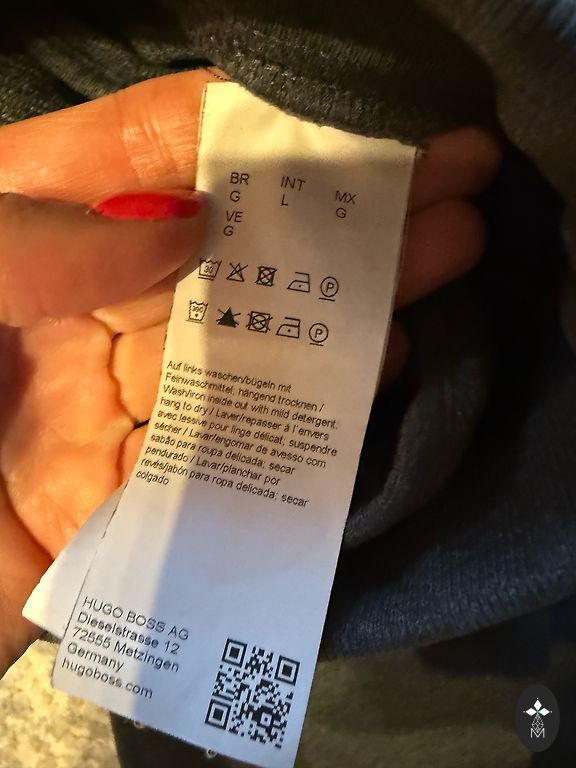 BR INT MX
G L G
VE
G
30 P
30C P
Auf links waschen/bügeln mit
Feinwaschmittel; hängend trocknen /
Wash/iron inside out with mild detergent;
hang to dry / Laver/repasser à l'envers
avec lessive pour linge délicat; suspendre
sécher / Lavar/engomar de avesso com
sabão para roupa delicada; secar
pendurado / Lavar/planchar por
revés/jabón para ropa delicada; secar
colgado
HUGO BOSS AG
Dieselstrasse 12
72555 Metzingen
Germany
hugoboss.com
M